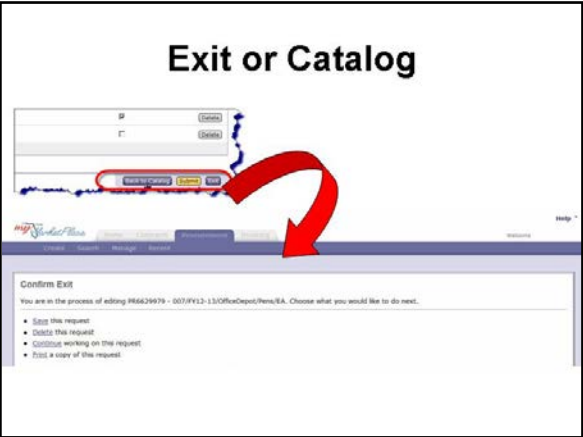 Exit or Catalog
Delete
Delete
Back to Catalog Submit Exit
Help
myMarketPlace Home Procurement Welcome
Create Search Manage Recent
Confirm Exit
You are in the process of editing PR6629979 - 007/FY12-13/OfficeDepot/Pens/EA. Choose what you would like to do next.
Save this request
Delete this request
Continue working on this request
Print a copy of this request